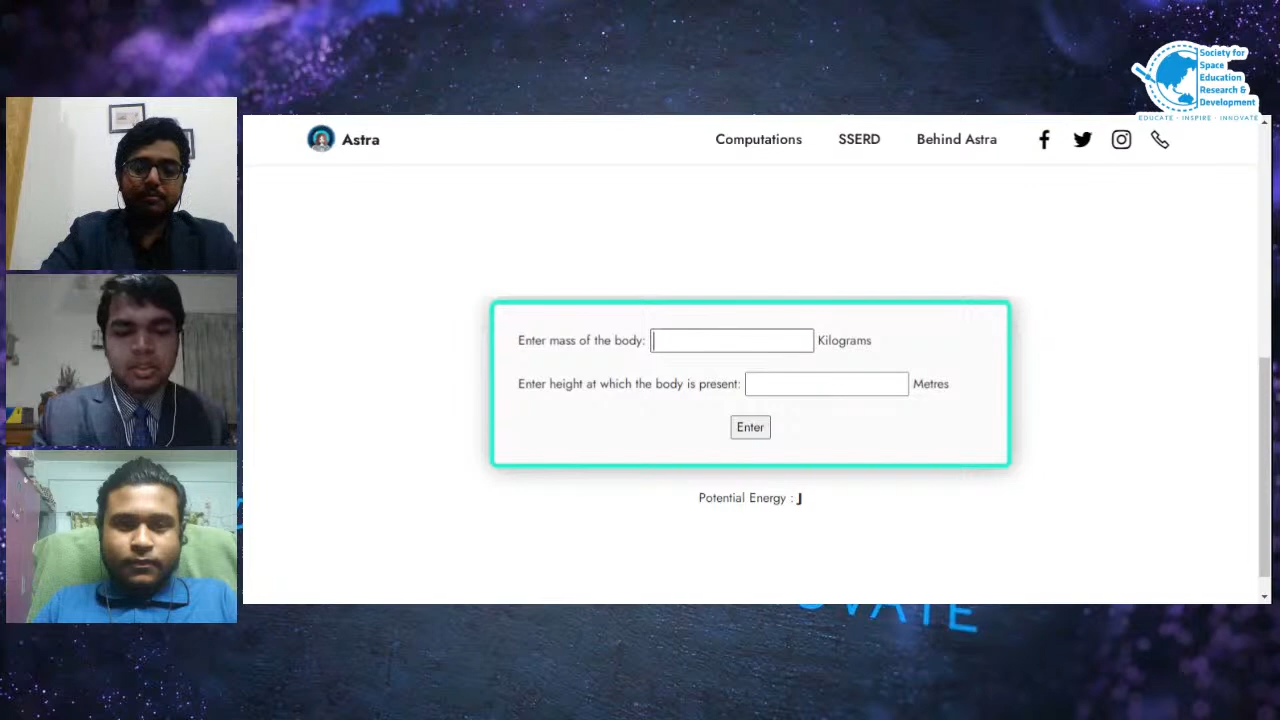 Society for
Space
Education
Research &
Development
EDUCATE · INSPIRE · INNOVATE
Astra
Computations
SSERD
Behind Astra
Enter mass of the body:
Kilograms
Enter height at which the body is present:
Metres
Enter
Potential Energy : J